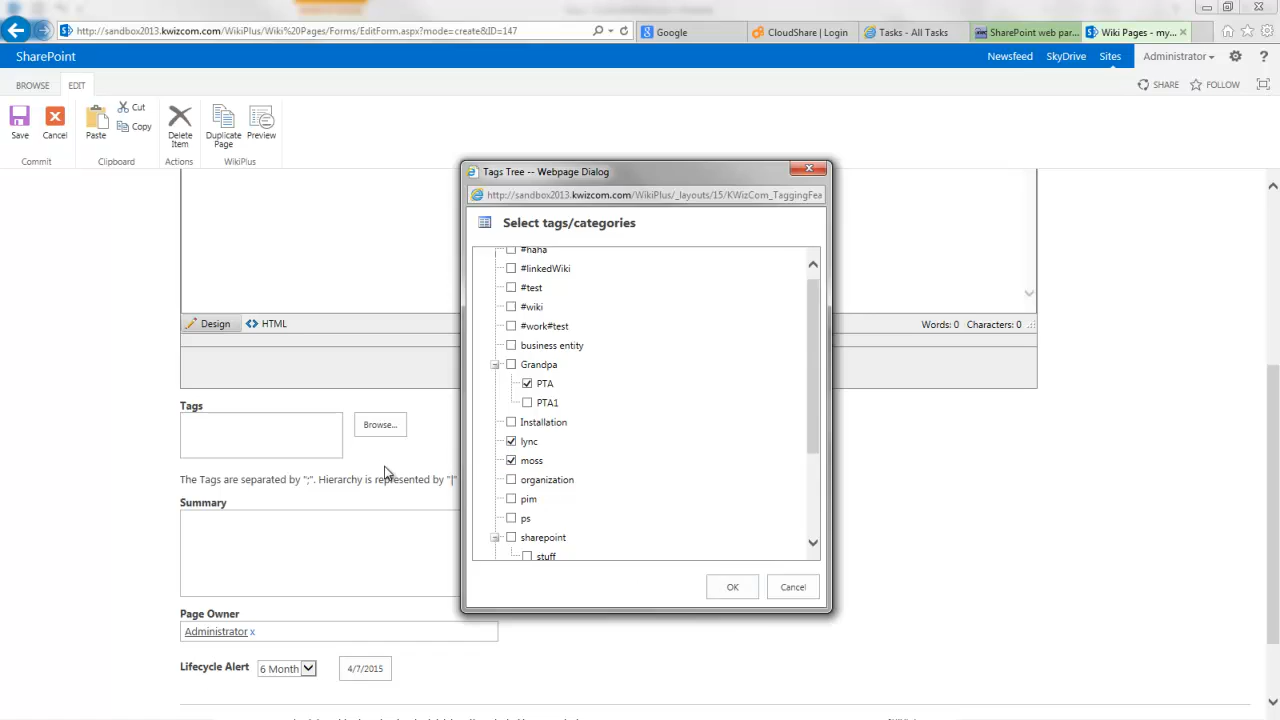 http://sandbox2013.kwizcom.com/WikiPlus/Wiki%20Pages/Forms/EditForm.aspx?mode=create&ID=147
Google
CloudShare | Login
Tasks - All Tasks
SharePoint web par...
Wiki Pages - my...
SharePoint
Newsfeed
SkyDrive
Sites
Administrator
?
BROWSE
EDIT
SHARE
FOLLOW
Save
Cancel
Paste
Cut
Copy
Delete Item
Duplicate Page
Preview
Commit
Clipboard
Actions
WikiPlus
Tags Tree -- Webpage Dialog
http://sandbox2013.kwizcom.com/WikiPlus/_layouts/15/KWizCom_TaggingFea
Select tags/categories
#haha
#linkedWiki
#test
#wiki
#work#test
business entity
Grandpa
PTA
PTA1
Installation
lync
moss
organization
pim
ps
sharepoint
stuff
OK
Cancel
Design
HTML
Words: 0
Characters: 0
Tags
Browse...
The Tags are separated by ";". Hierarchy is represented by "|"
Summary
Page Owner
Administrator x
Lifecycle Alert
6 Month
4/7/2015